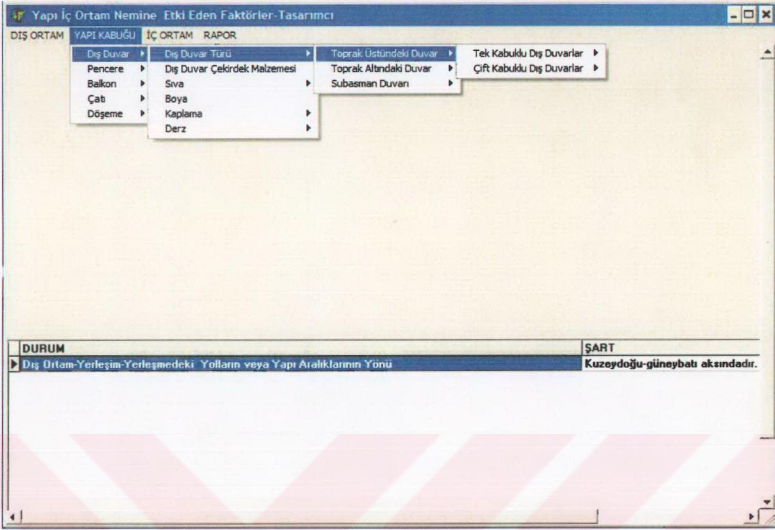 Yapı İç Ortam Nemine Etki Eden Faktörler-Tasarımcı
DIŞ ORTAM YAPI KABUĞU İÇ ORTAM RAPOR
Dış Duvar
Pencere
Balkon
Çatı
Döşeme
Dış Duvar Türü
Dış Duvar Çekirdek Malzemesi
Sıva
Boya
Kaplama
Derz
Toprak Üstündeki Duvar
Toprak Altındaki Duvar
Subasman Duvarı
Tek Kabuklu Dış Duvarlar
Çift Kabuklu Dış Duvarlar
DURUM ŞART
Dış Ortam-Yerleşim-Yerleşmedeki Yolların veya Yapı Aralıklarının Yönü Kuzeydoğu-güneybatı aksındadır.